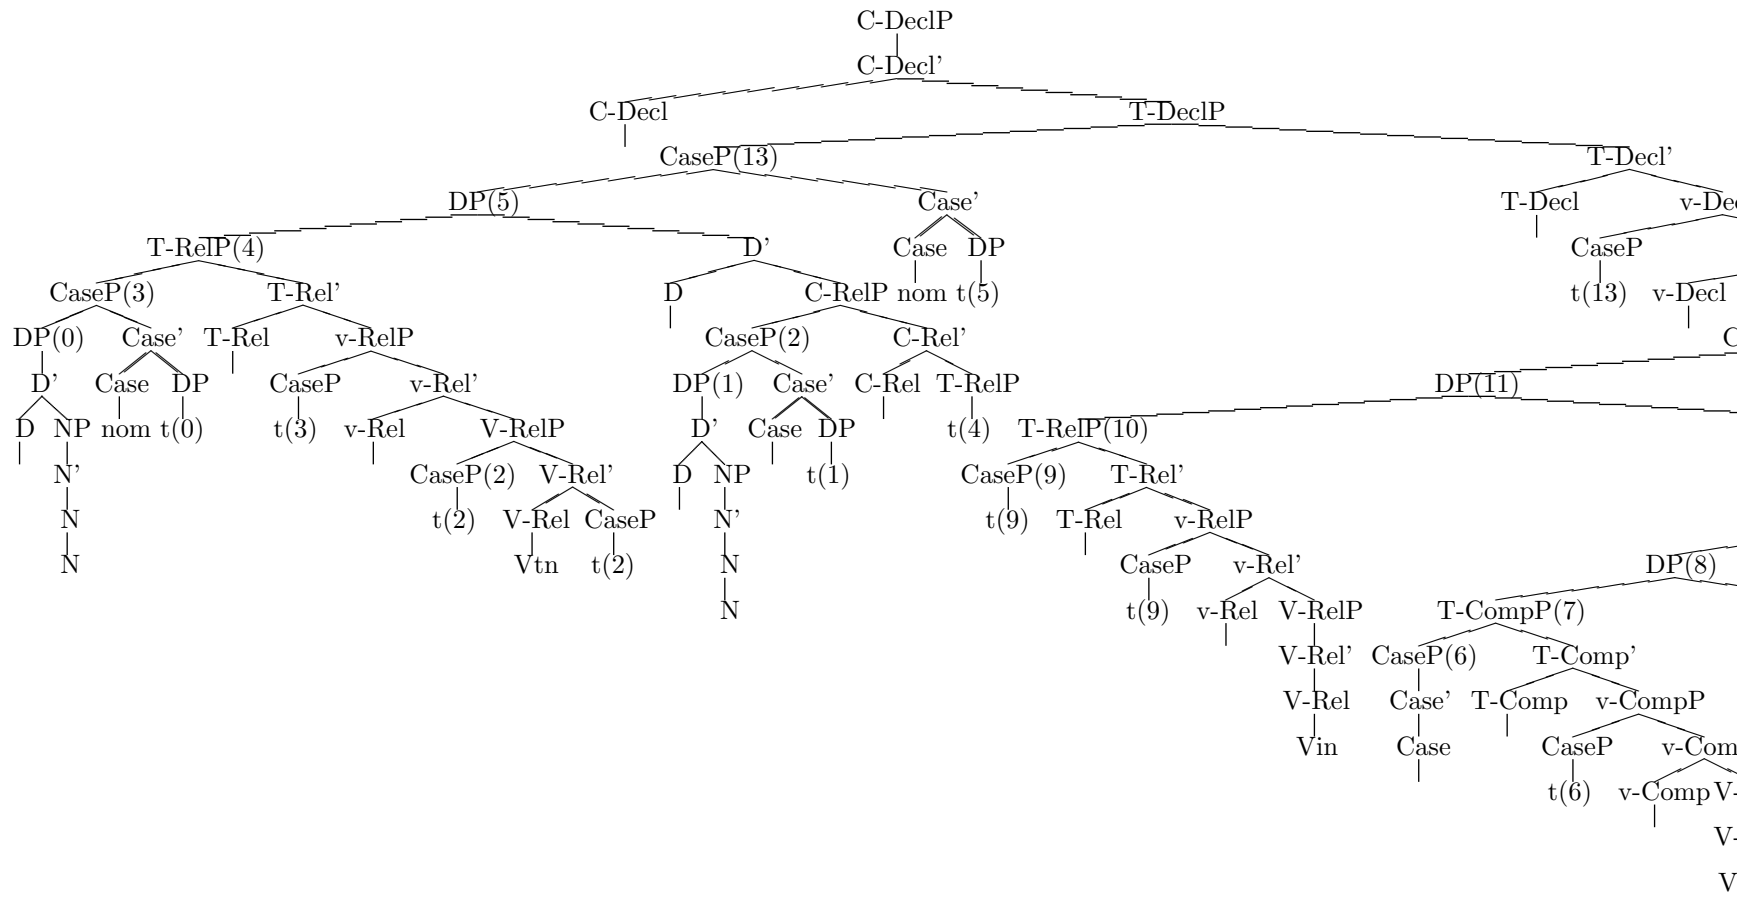 C-DeclP
C-Decl'
C-Decl T-DeclP
CaseP(13) T-Decl'
DP(5) Case' T-Decl
T-RelP(4) D' Case DP CaseP
CaseP(3) T-Rel' D C-RelP nom t(5) t(13) v-Decl
DP(0) Case' T-Rel v-RelP CaseP(2) C-Rel'
D' Case DP CaseP v-Rel' DP(1) Case' C-Rel T-RelP DP(11)
D NP nom t(0) t(3) v-Rel V-RelP D' Case DP t(4) T-RelP(10)
N' CaseP(2) V-Rel' D NP t(1) CaseP(9) T-Rel'
N t(2) V-Rel CaseP N' t(9) T-Rel v-RelP
N Vtn t(2) N CaseP v-Rel' DP(8)
N t(9) v-Rel V-RelP T-CompP(7)
V-Rel' CaseP(6) T-Comp'
V-Rel Case' T-Comp v-CompP
Vin Case CaseP
t(6) v-Comp